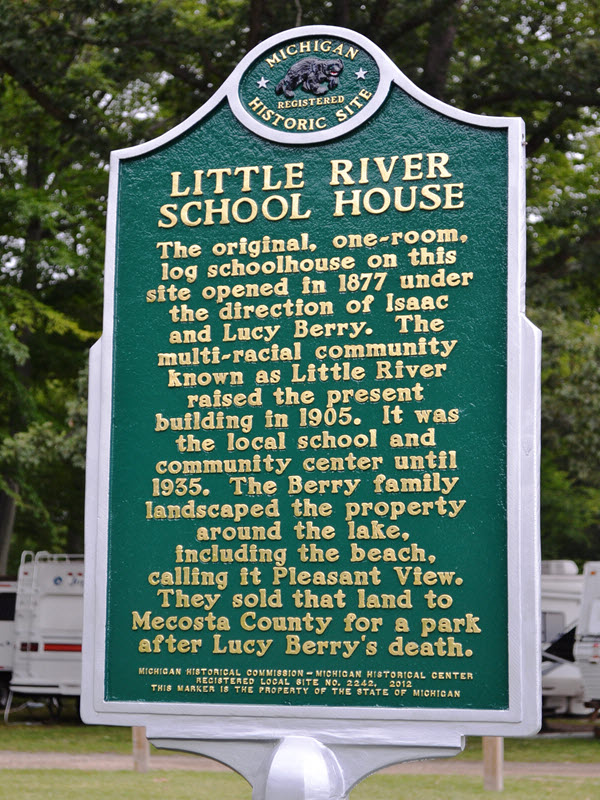 MICHIGAN
REGISTERED
HISTORIC SITE
LITTLE RIVER
SCHOOL HOUSE
The original, one-room,
log schoolhouse on this
site opened in 1877 under
the direction of Isaac
and Lucy Berry. The
multi-racial community
known as Little River
raised the present
building in 1905. It was
the local school and
community center until
1935. The Berry family
landscaped the property
around the lake,
including the beach,
calling it Pleasant View.
They sold that land to
Mecosta County for a park
after Lucy Berry's death.
MICHIGAN HISTORICAL COMMISSION – MICHIGAN HISTORICAL CENTER
REGISTERED LOCAL SITE NO. 2242, 2012
THIS MARKER IS THE PROPERTY OF THE STATE OF MICHIGAN